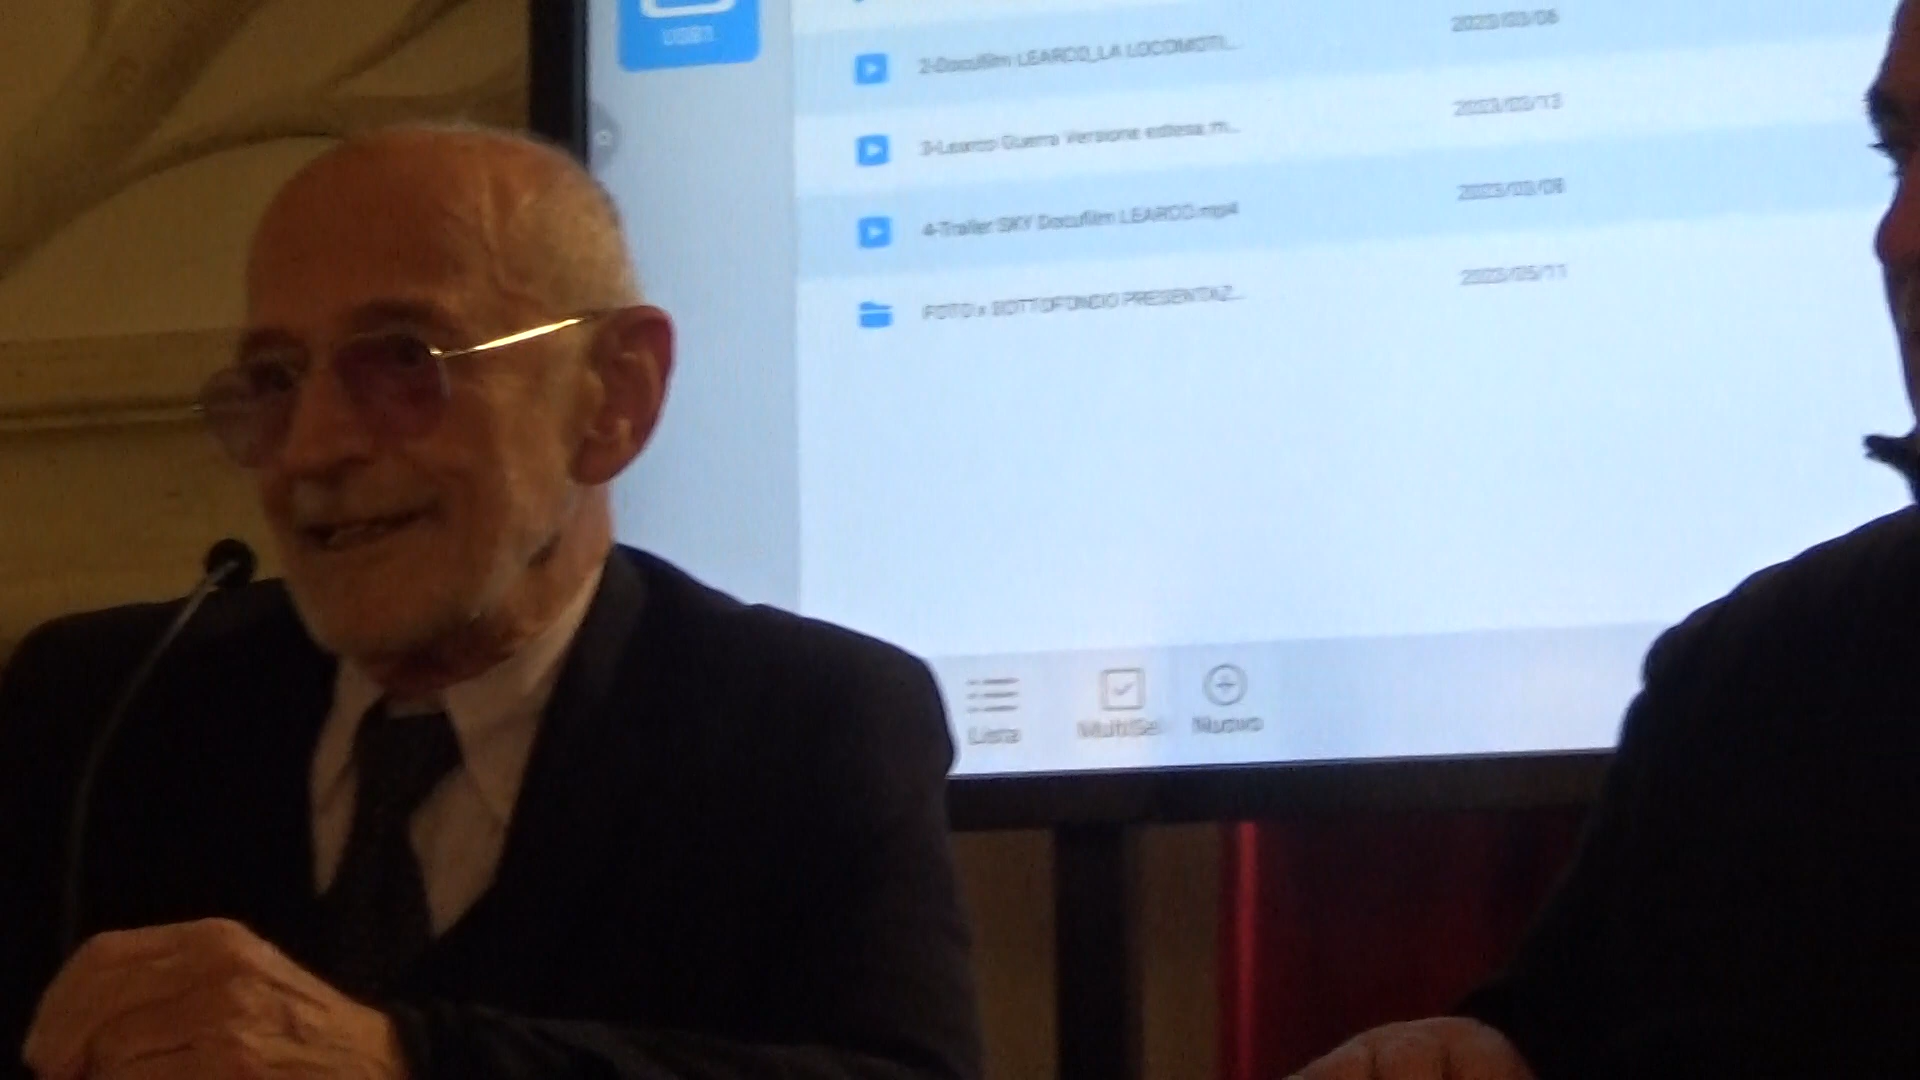 USB1
2-Docufilm LEARCO_LA LOCOMOTI... 2023/03/06
3-Learco Guerra Versione estesa.m... 2023/03/13
4-Trailer SKY Docufilm LEARCO.mp4 2023/03/08
FOTO x SOTTOFONDO PRESENTAZ... 2023/05/11
Lista MultiSel Nuovo